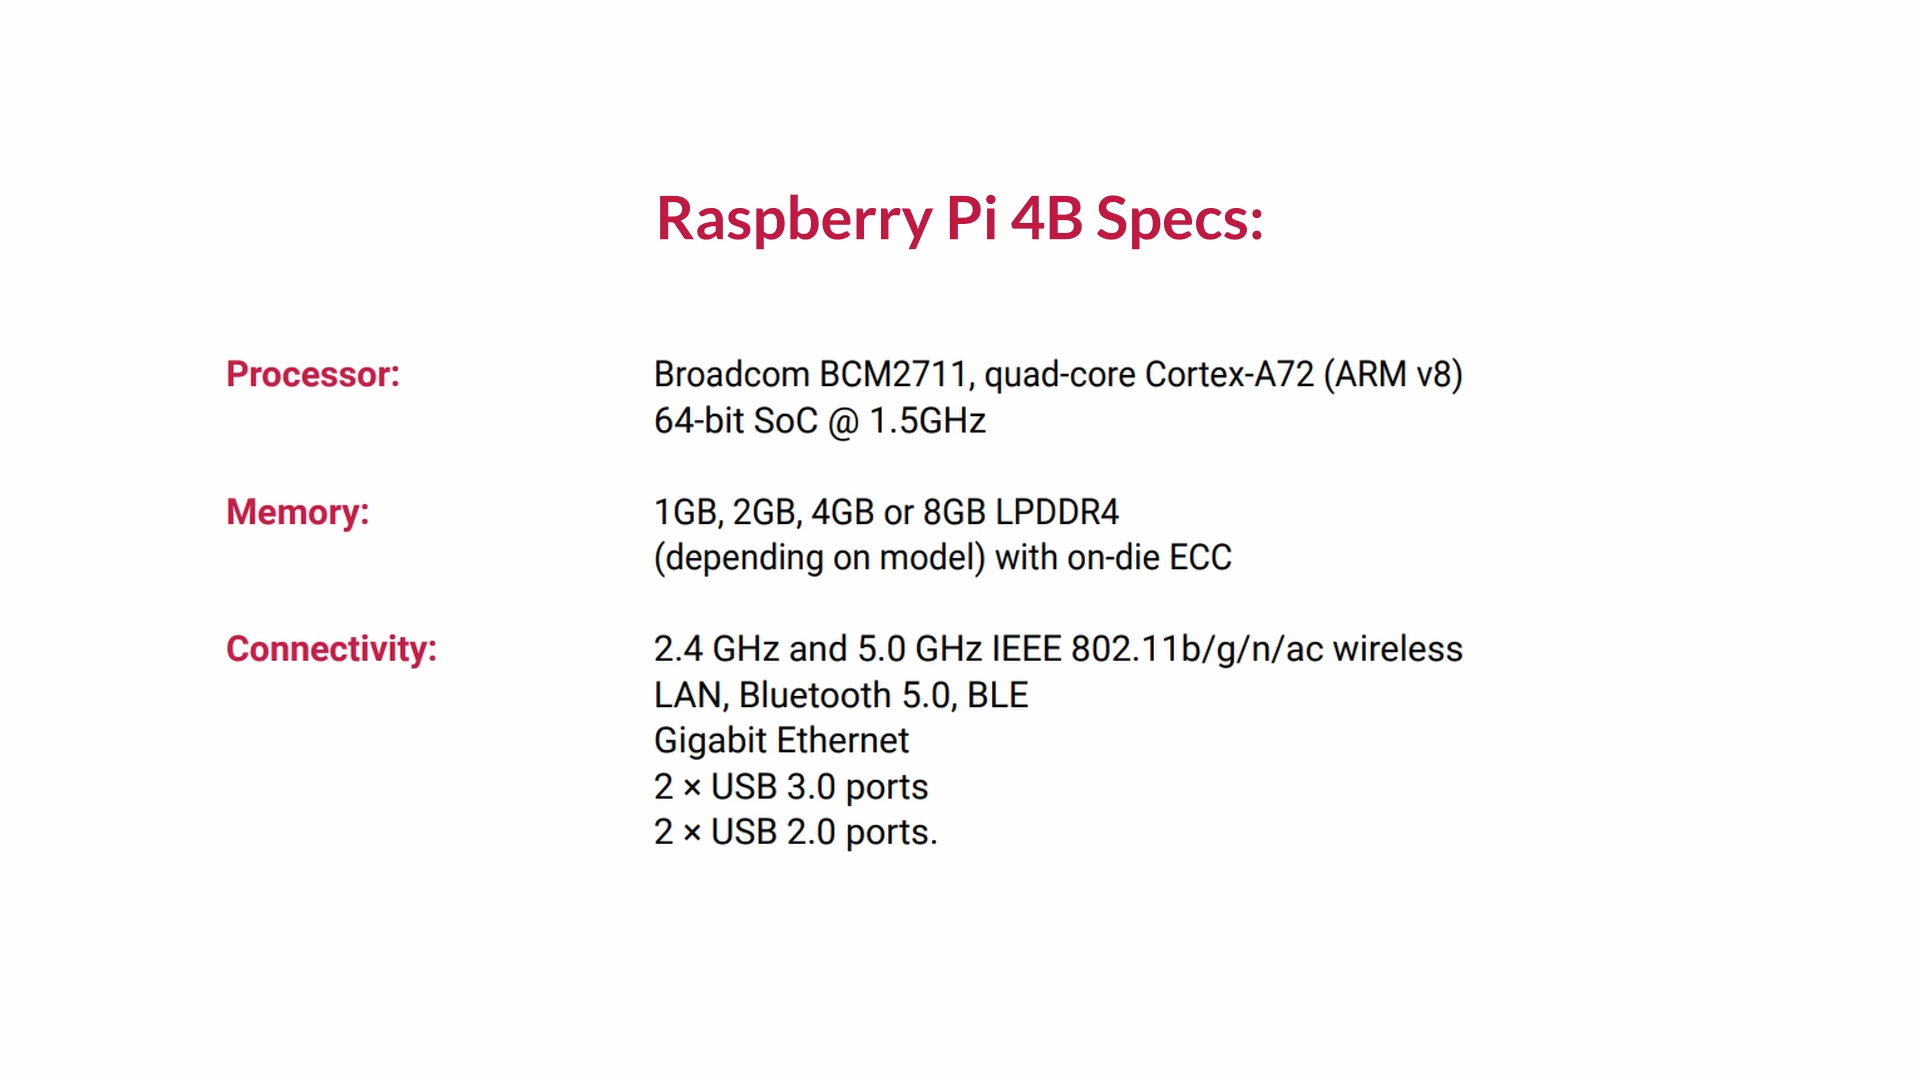 Raspberry Pi 4B Specs:
Processor:
Broadcom BCM2711, quad-core Cortex-A72 (ARM v8)
64-bit SoC @ 1.5GHz
Memory:
1GB, 2GB, 4GB or 8GB LPDDR4
(depending on model) with on-die ECC
Connectivity:
2.4 GHz and 5.0 GHz IEEE 802.11b/g/n/ac wireless
LAN, Bluetooth 5.0, BLE
Gigabit Ethernet
2 × USB 3.0 ports
2 × USB 2.0 ports.